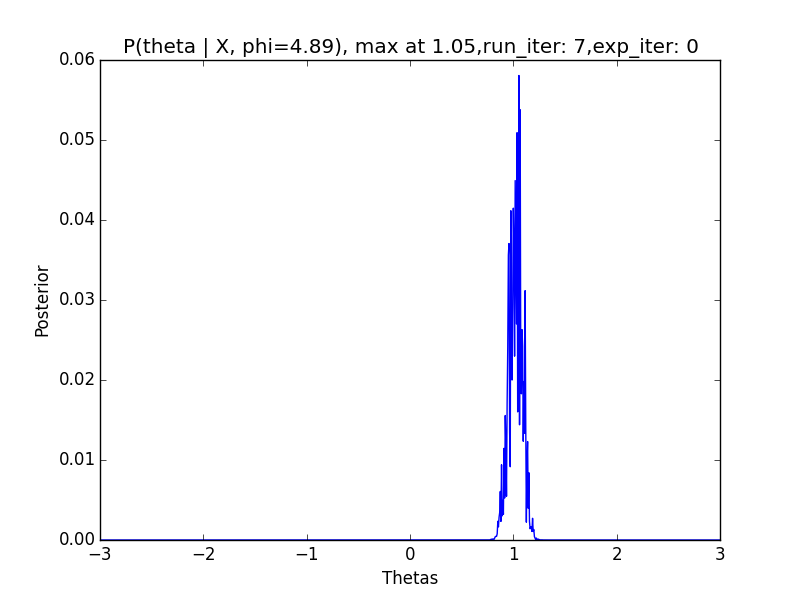 P(theta | X, phi=4.89), max at 1.05,run_iter: 7,exp_iter: 0
0.06
0.05
0.04
0.03
0.02
0.01
0.00
Posterior
−3 −2 −1 0 1 2 3
Thetas